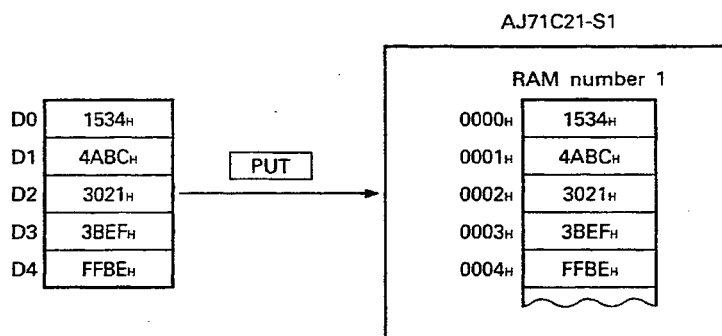 AJ71C21-S1
RAM number 1
D0 1534H 0000H 1534H
D1 4ABCH PUT 0001H 4ABCH
D2 3021H 0002H 3021H
D3 3BEFH 0003H 3BEFH
D4 FFBEH 0004H FFBEH